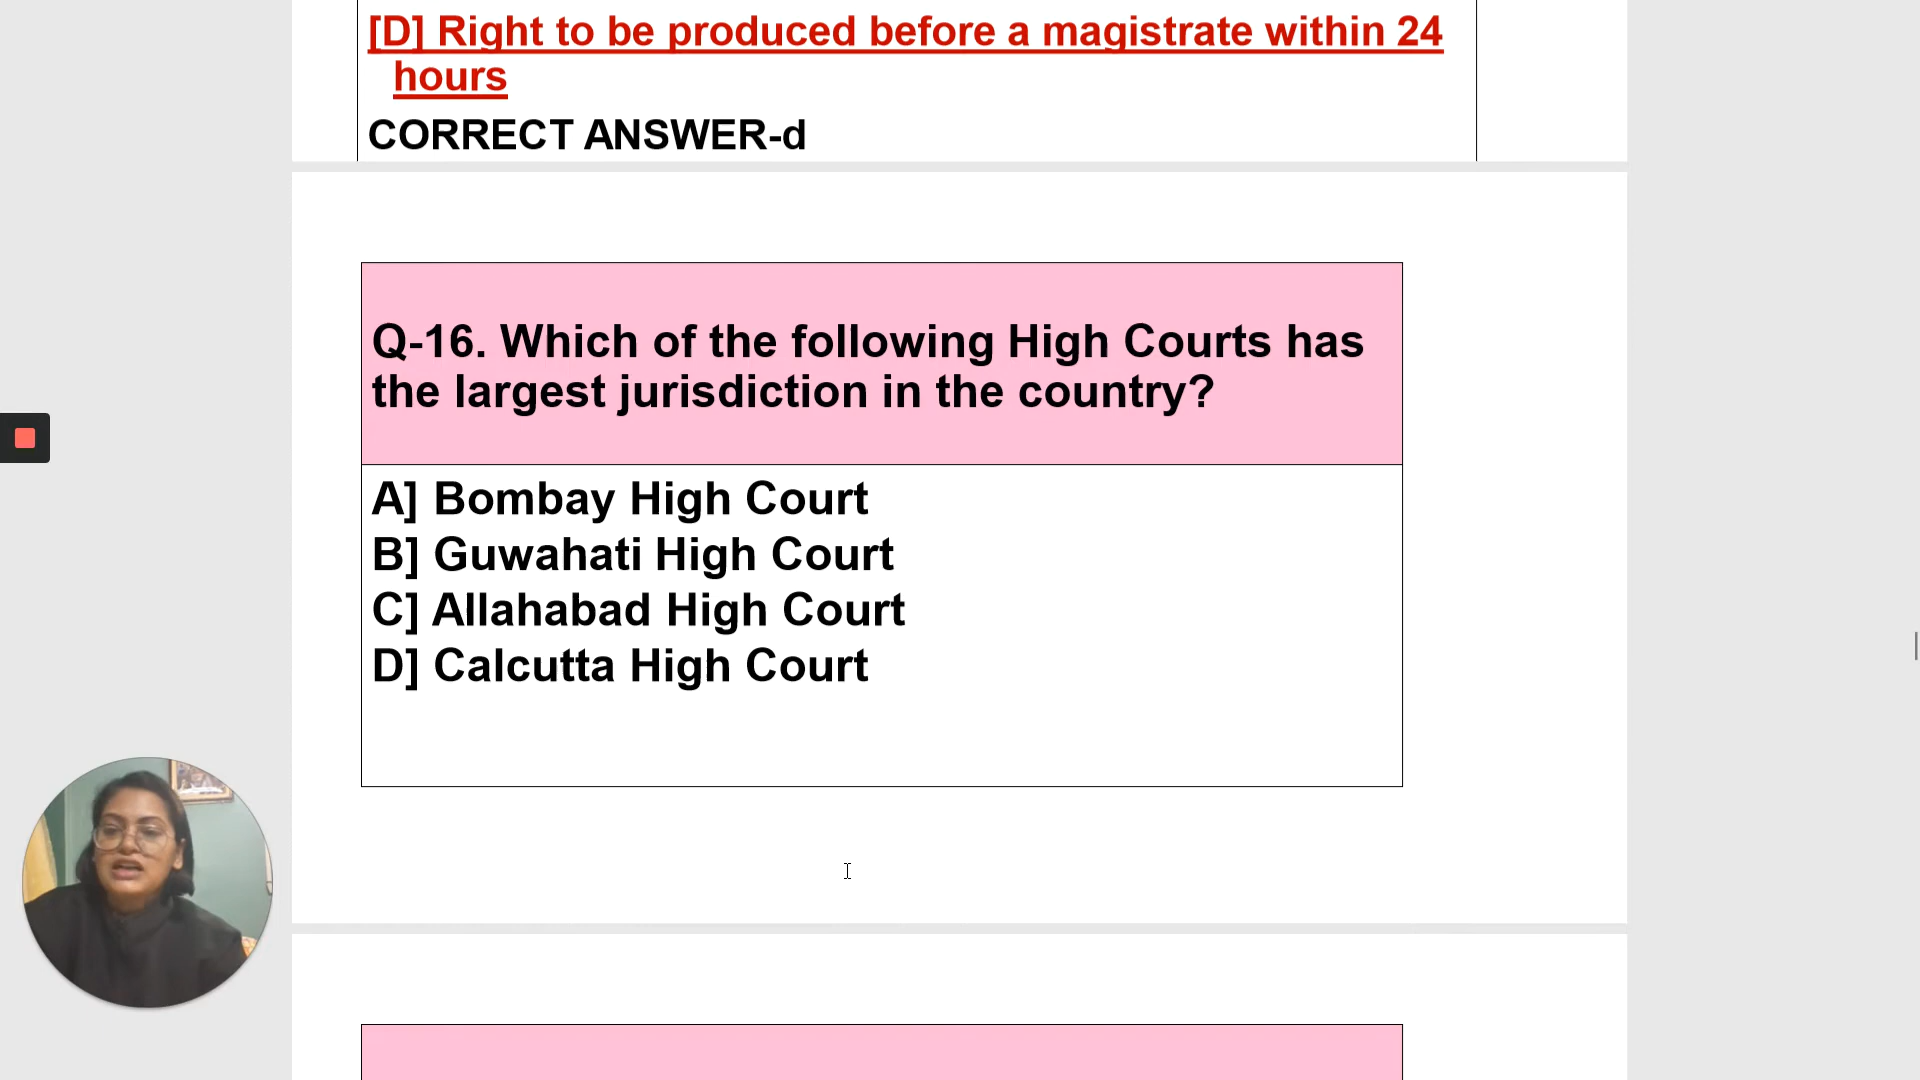 [D] Right to be produced before a magistrate within 24
hours
CORRECT ANSWER-d
Q-16. Which of the following High Courts has
the largest jurisdiction in the country?
A] Bombay High Court
B] Guwahati High Court
C] Allahabad High Court
D] Calcutta High Court